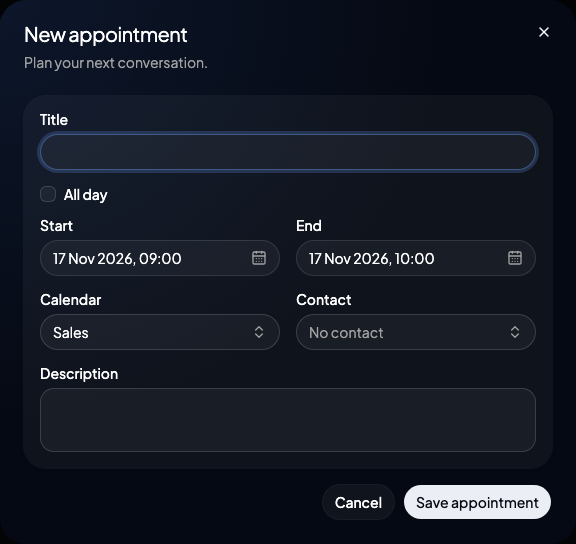 New appointment
Plan your next conversation.
Title
All day
Start
End
17 Nov 2026, 09:00
17 Nov 2026, 10:00
Calendar
Contact
Sales
No contact
Description
Cancel
Save appointment